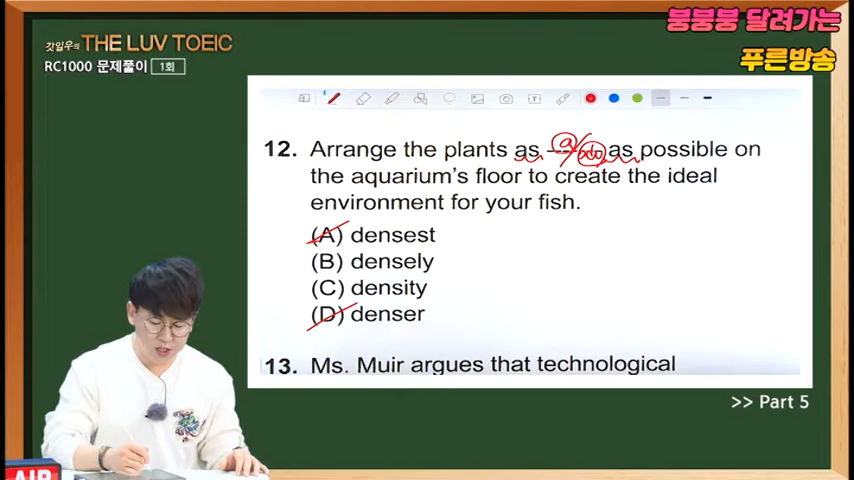 붕붕붕 달려가는
푸른방송
갓일우의 THE LUV TOEIC
RC1000 문제풀이 1회
12. Arrange the plants as a/ad as possible on
the aquarium's floor to create the ideal
environment for your fish.
(A) densest
(B) densely
(C) density
(D) denser
13. Ms. Muir argues that technological
>> Part 5
AIR